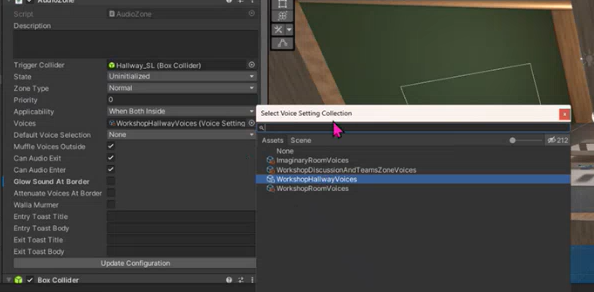 AudioZone
Script AudioZone
Description
Trigger Collider Hallway_SL (Box Collider)
State Uninitialized
Zone Type Normal
Priority 0
Applicability When Both Inside
Voices WorkshopHallwayVoices (Voice Setting
Default Voice Selection None
Muffle Voices Outside
Can Audio Exit
Can Audio Enter
Glow Sound At Border
Attenuate Voices At Border
Walla Murmer
Entry Toast Title
Entry Toast Body
Exit Toast Title
Exit Toast Body
Update Configuration
Box Collider
Select Voice Setting Collection
Assets Scene
212
None
ImaginaryRoomVoices
WorkshopDiscussionAndTeamsZoneVoices
WorkshopHallwayVoices
WorkshopRoomVoices